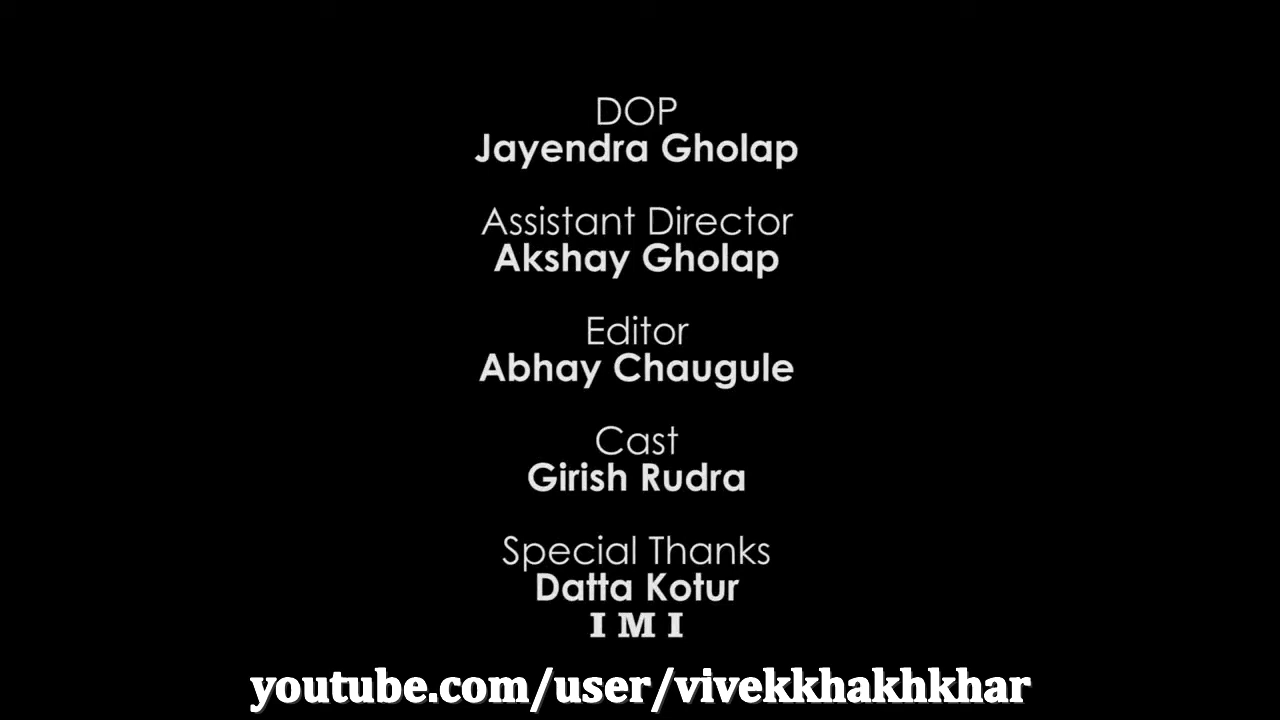 DOP
Jayendra Gholap
Assistant Director
Akshay Gholap
Editor
Abhay Chaugule
Cast
Girish Rudra
Special Thanks
Datta Kotur
I M I
youtube.com/user/vivekkhakhkhar